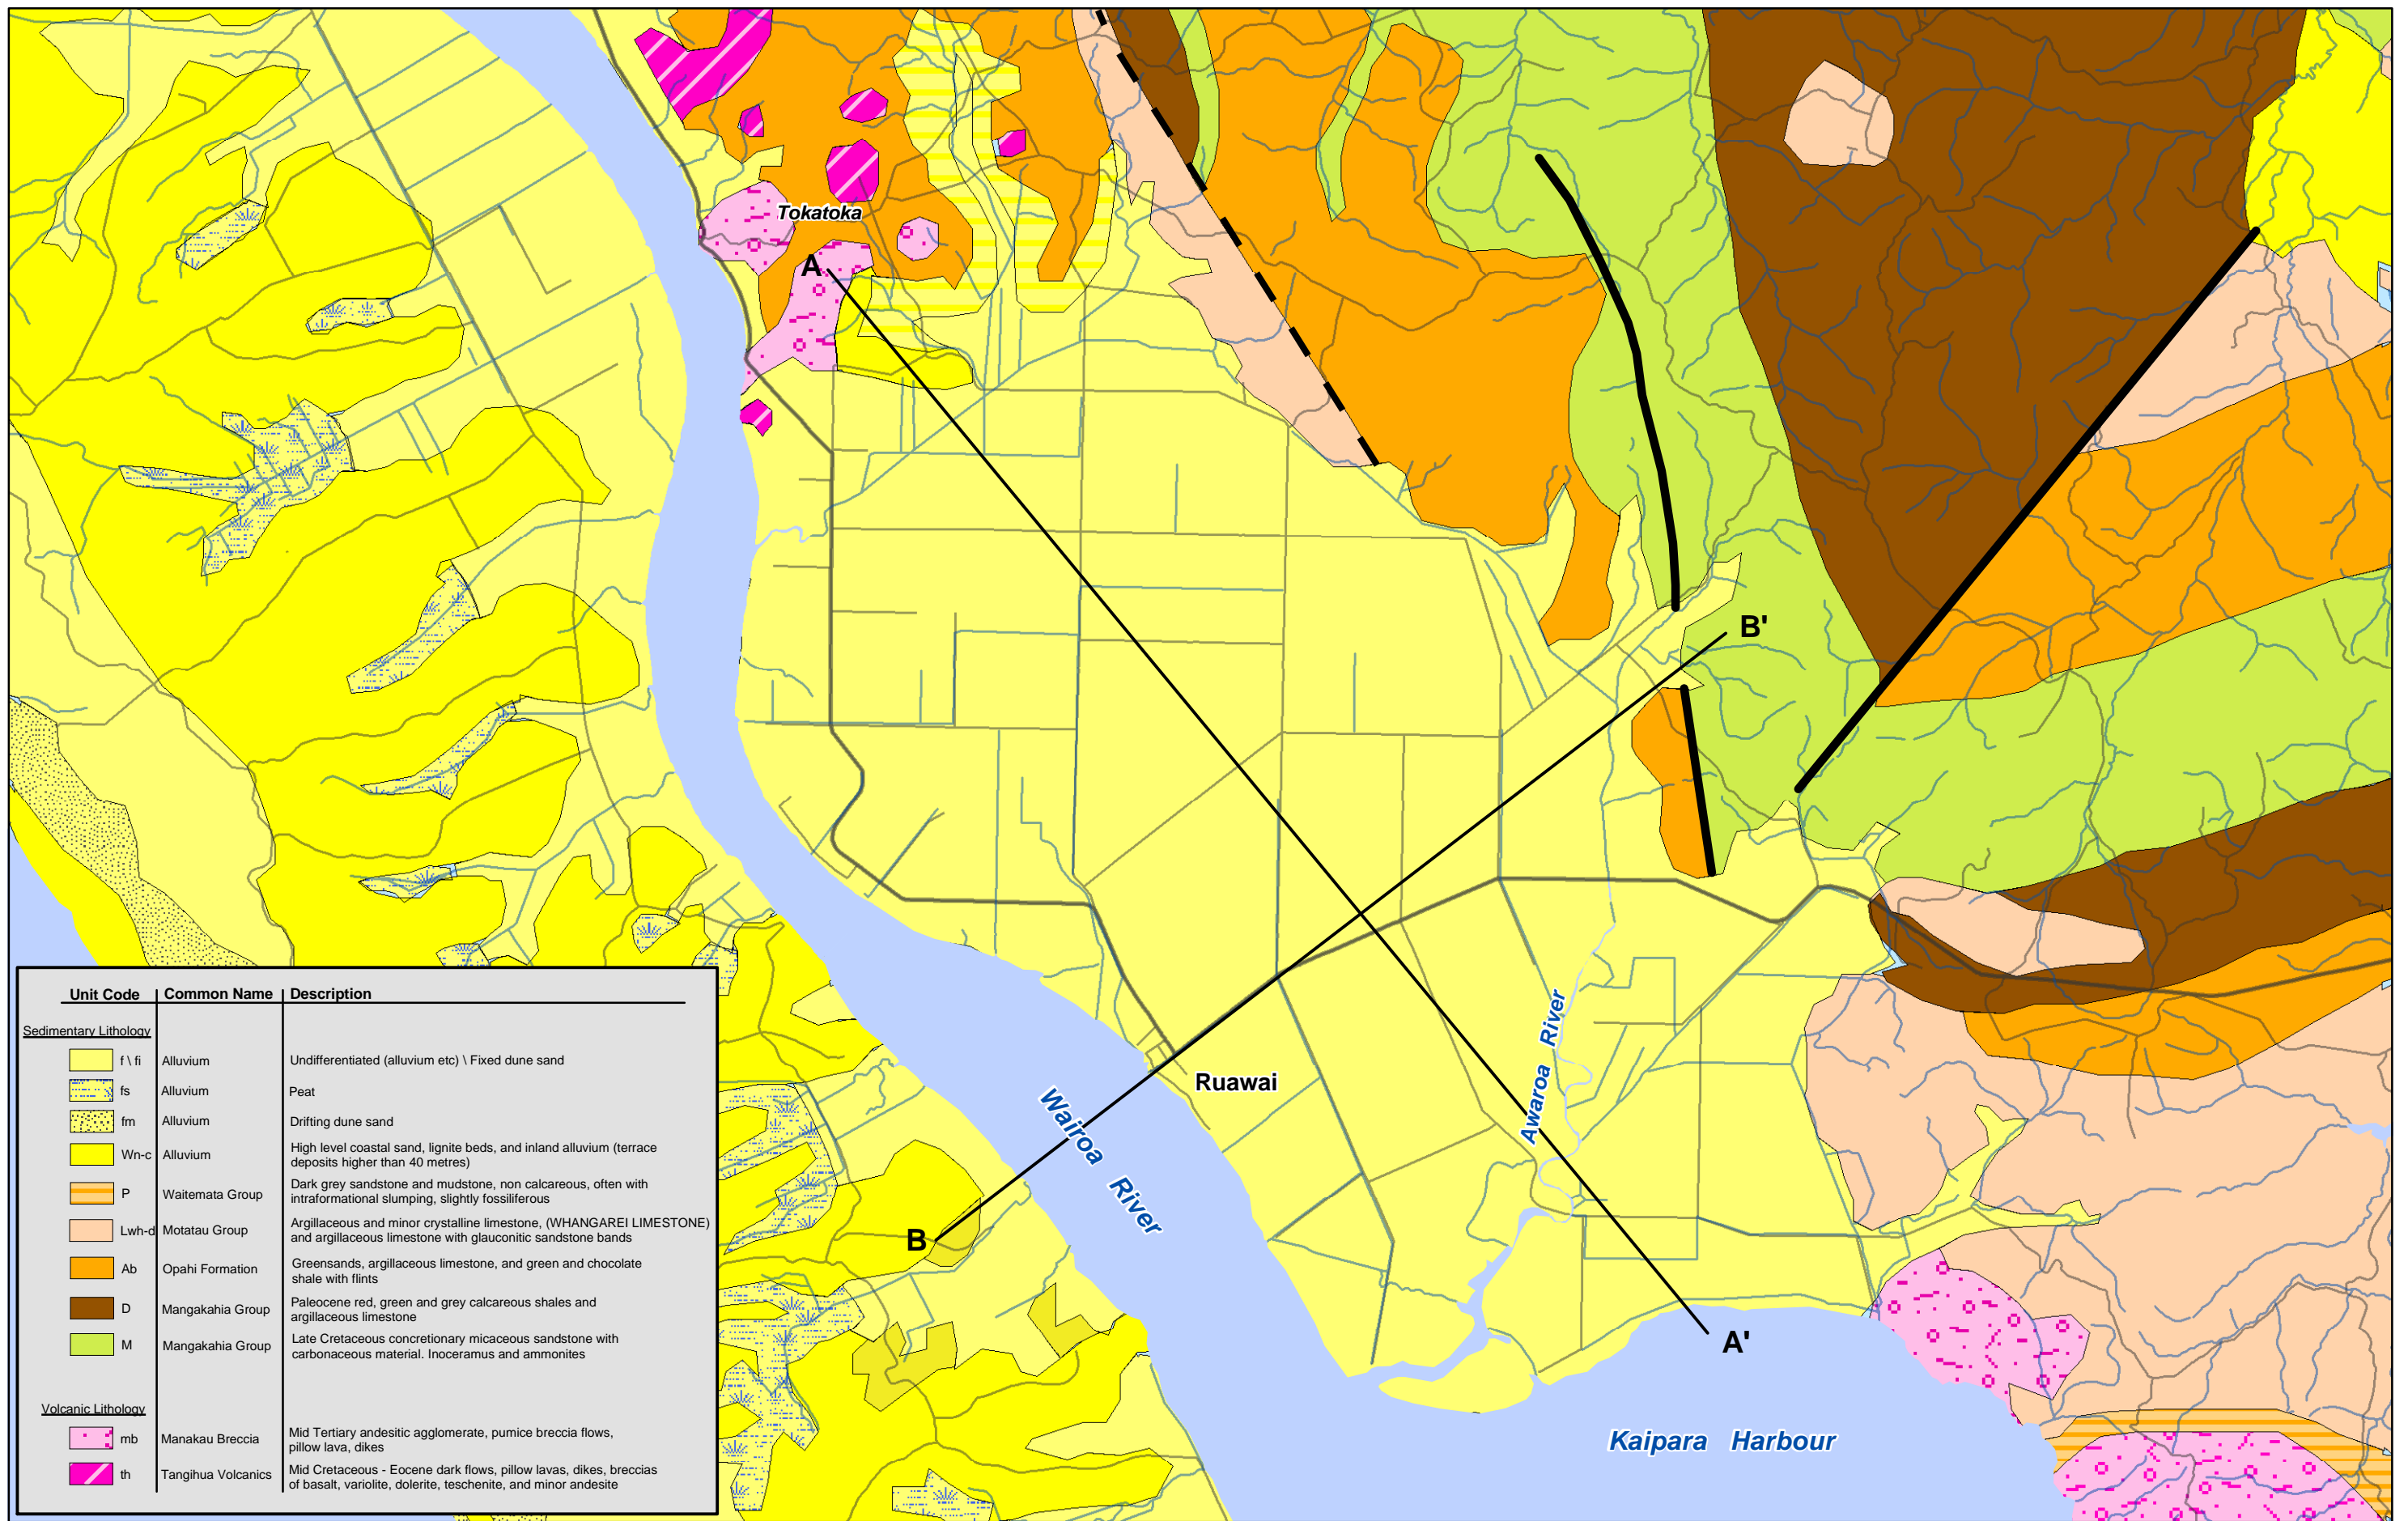 Tokatoka
A
B'
Ruawai
Awaroa River
Wairoa River
B
A'
Kaipara Harbour
Unit Code Common Name Description
Sedimentary Lithology
f \ fi Alluvium Undifferentiated (alluvium etc) \ Fixed dune sand
fs Alluvium Peat
fm Alluvium Drifting dune sand
Wn-c Alluvium High level coastal sand, lignite beds, and inland alluvium (terrace
deposits higher than 40 metres)
P Waitemata Group Dark grey sandstone and mudstone, non calcareous, often with
intraformational slumping, slightly fossiliferous
Lwh-d Motatau Group Argillaceous and minor crystalline limestone, (WHANGAREI LIMESTONE)
and argillaceous limestone with glauconitic sandstone bands
Ab Opahi Formation Greensands, argillaceous limestone, and green and chocolate
shale with flints
D Mangakahia Group Paleocene red, green and grey calcareous shales and
argillaceous limestone
M Mangakahia Group Late Cretaceous concretionary micaceous sandstone with
carbonaceous material. Inoceramus and ammonites
Volcanic Lithology
mb Manakau Breccia Mid Tertiary andesitic agglomerate, pumice breccia flows,
pillow lava, dikes
th Tangihua Volcanics Mid Cretaceous - Eocene dark flows, pillow lavas, dikes, breccias
of basalt, variolite, dolerite, teschenite, and minor andesite